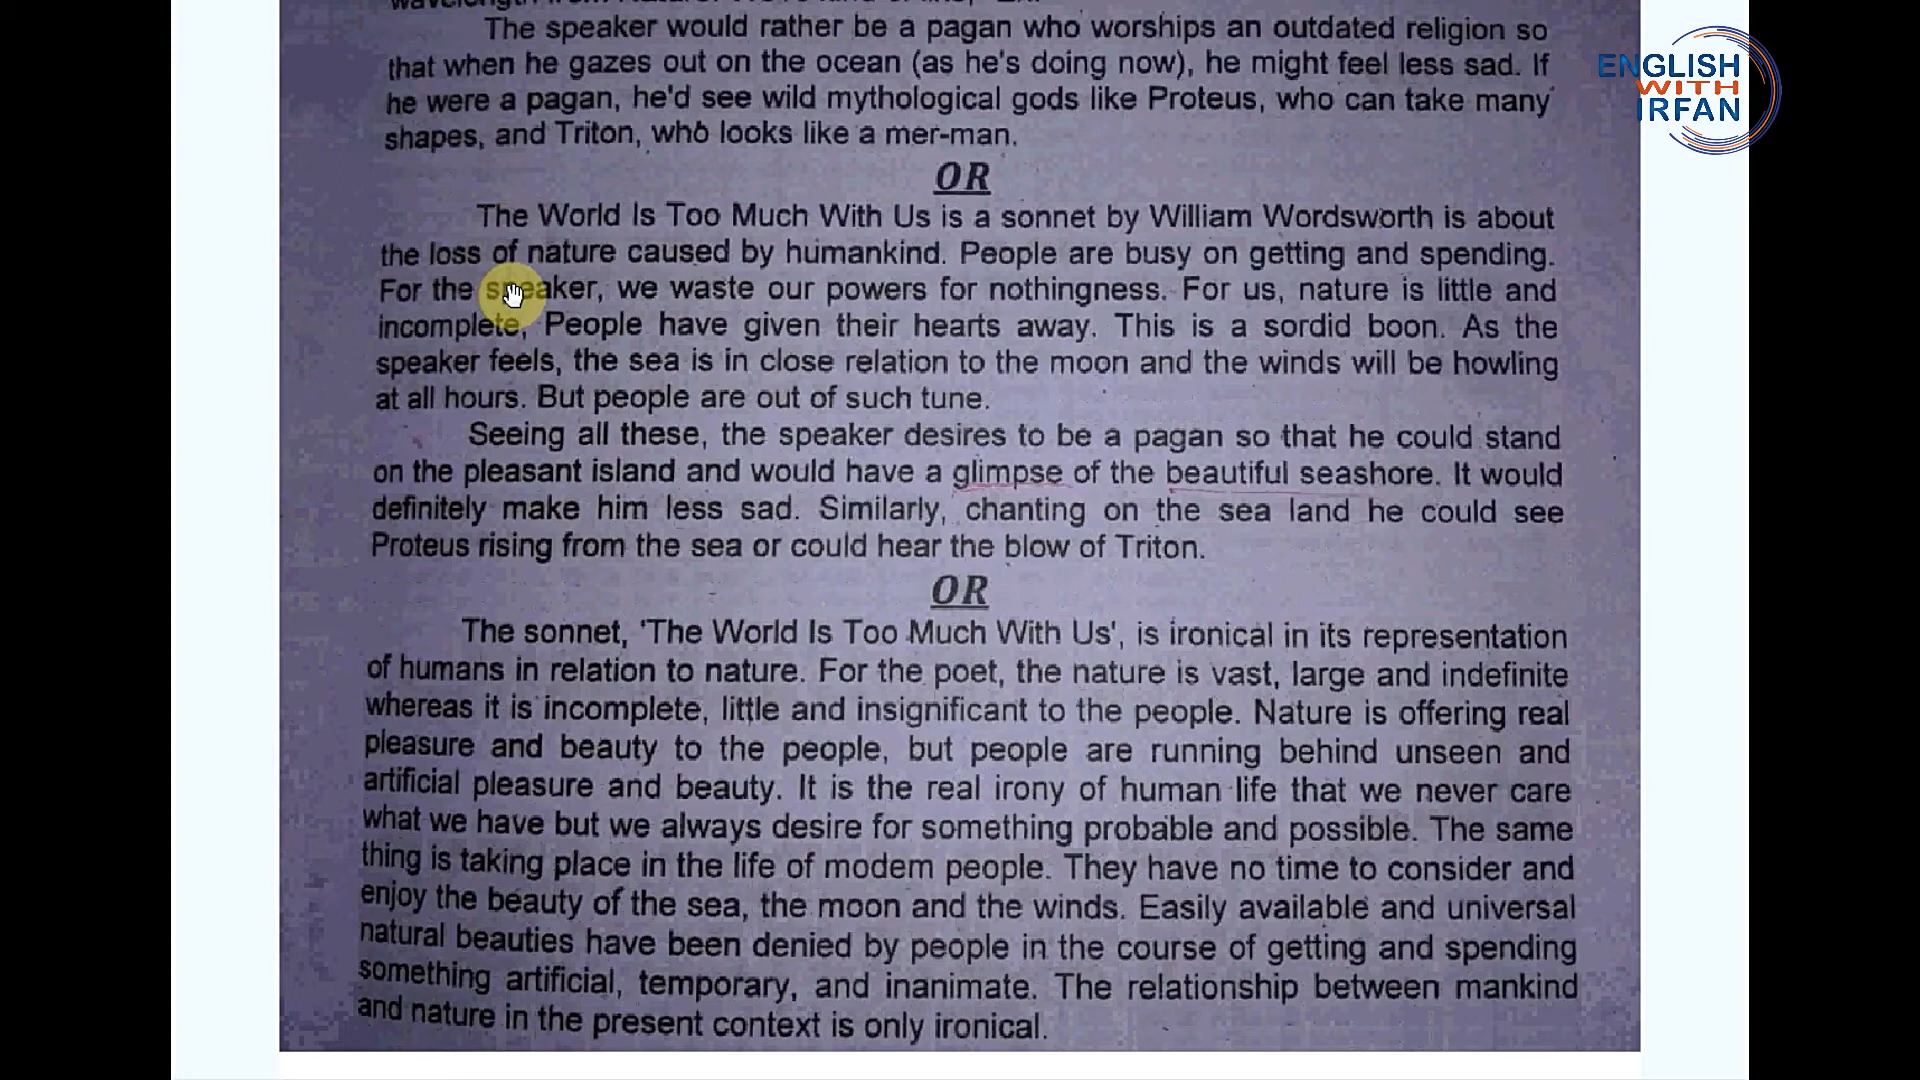 The speaker would rather be a pagan who worships an outdated religion so
that when he gazes out on the ocean (as he's doing now), he might feel less sad. If
he were a pagan, he'd see wild mythological gods like Proteus, who can take many
shapes, and Triton, who looks like a mer-man.
OR
The World Is Too Much With Us is a sonnet by William Wordsworth is about
the loss of nature caused by humankind. People are busy on getting and spending.
For the speaker, we waste our powers for nothingness. For us, nature is little and
incomplete, People have given their hearts away. This is a sordid boon. As the
speaker feels, the sea is in close relation to the moon and the winds will be howling
at all hours. But people are out of such tune.
Seeing all these, the speaker desires to be a pagan so that he could stand
on the pleasant island and would have a glimpse of the beautiful seashore. It would
definitely make him less sad. Similarly, chanting on the sea land he could see
Proteus rising from the sea or could hear the blow of Triton.
OR
The sonnet, 'The World Is Too Much With Us', is ironical in its representation
of humans in relation to nature. For the poet, the nature is vast, large and indefinite
whereas it is incomplete, little and insignificant to the people. Nature is offering real
pleasure and beauty to the people, but people are running behind unseen and
artificial pleasure and beauty. It is the real irony of human life that we never care
what we have but we always desire for something probable and possible. The same
thing is taking place in the life of modem people. They have no time to consider and
enjoy the beauty of the sea, the moon and the winds. Easily available and universal
natural beauties have been denied by people in the course of getting and spending
something artificial, temporary, and inanimate. The relationship between mankind
and nature in the present context is only ironical.
ENGLISH
WITH
IRFAN